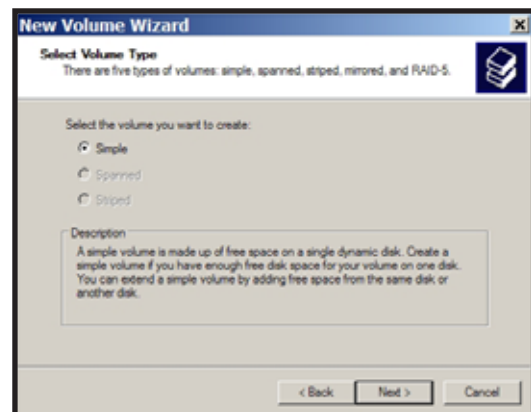 New Volume Wizard
Select Volume Type
There are five types of volumes: simple, spanned, striped, mirrored, and RAID-5.
Select the volume you want to create:
Simple
Spanned
Striped
Description
A simple volume is made up of free space on a single dynamic disk. Create a
simple volume if you have enough free disk space for your volume on one disk.
You can extend a simple volume by adding free space from the same disk or
another disk.
< Back
Next >
Cancel